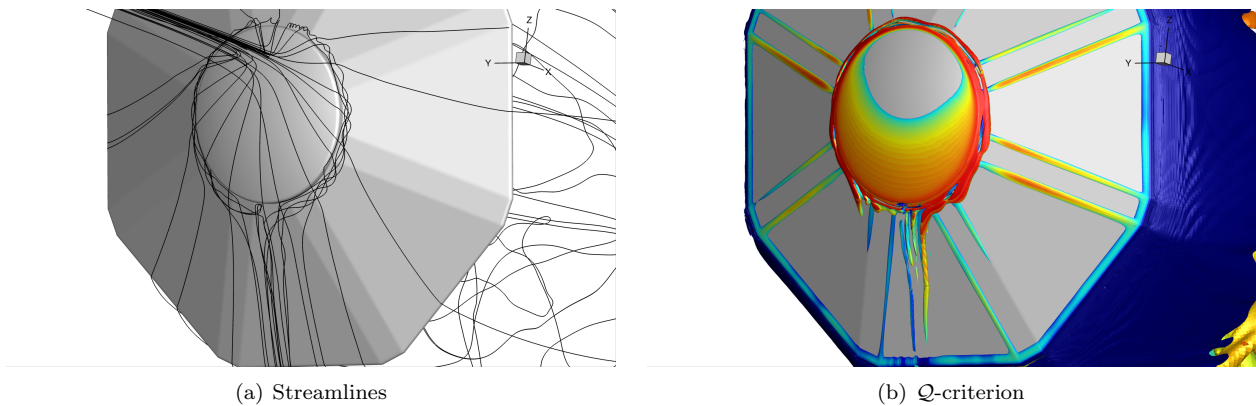 Z
Y
X
Z
Y
X
(a) Streamlines
(b) 𝒬-criterion